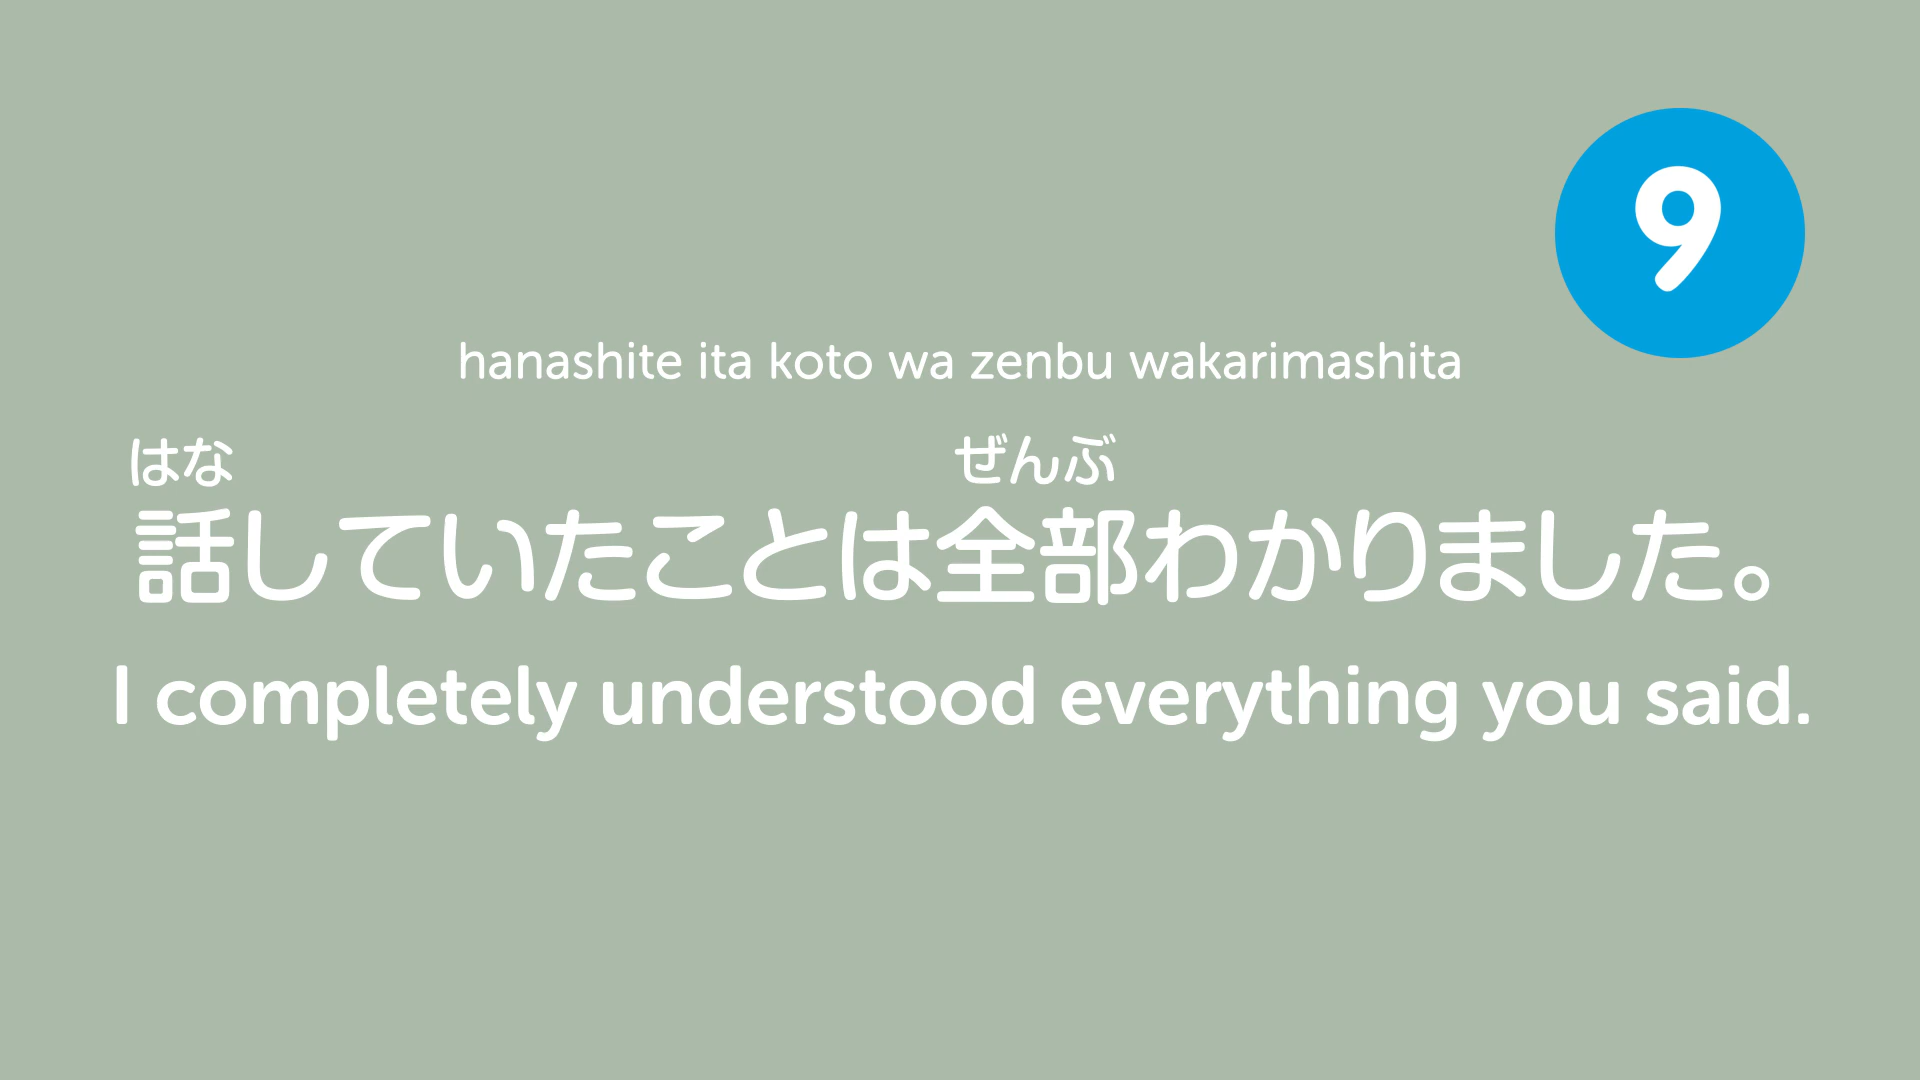 9
hanashite ita koto wa zenbu wakarimashita
はな ぜんぶ
話していたことは全部わかりました。
I completely understood everything you said.